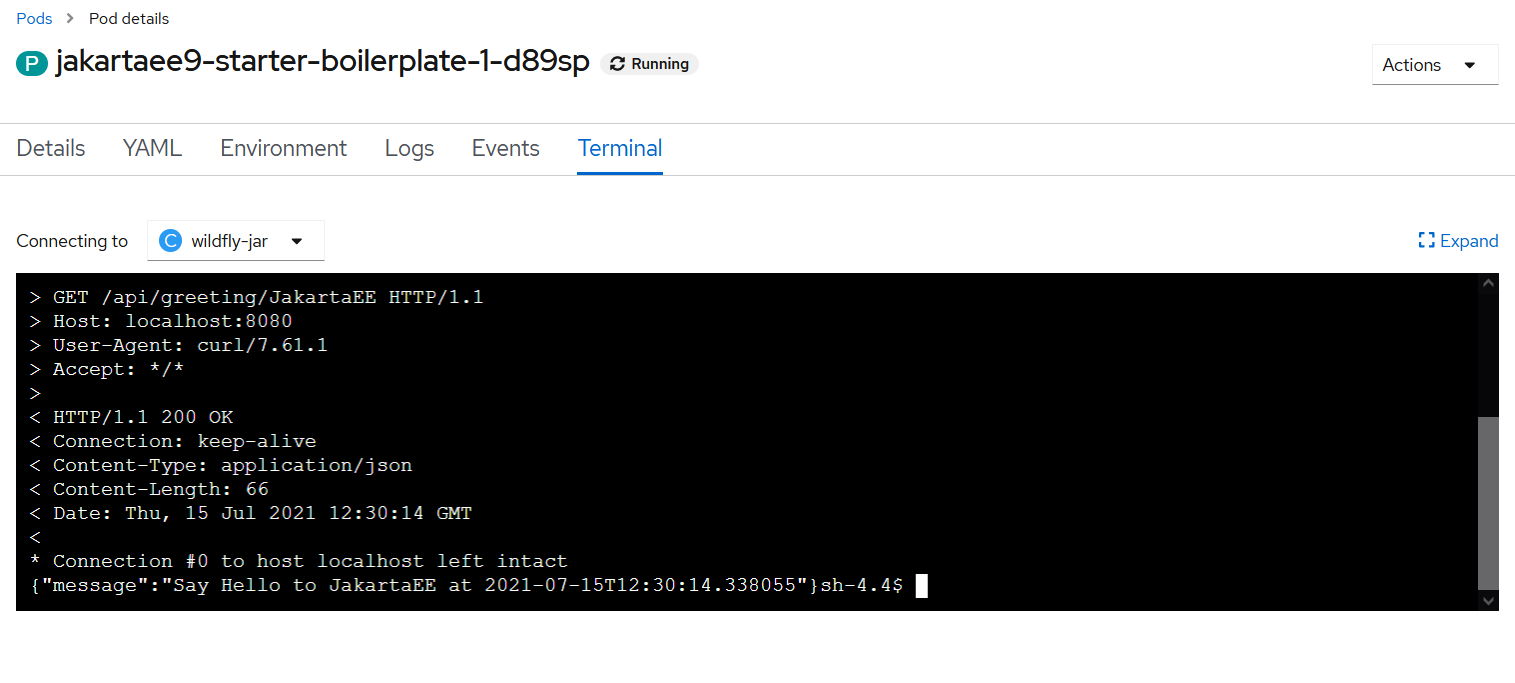 Pods > Pod details
P jakartaee9-starter-boilerplate-1-d89sp Running
Actions
Details YAML Environment Logs Events Terminal
Connecting to C wildfly-jar
Expand
> GET /api/greeting/JakartaEE HTTP/1.1
> Host: localhost:8080
> User-Agent: curl/7.61.1
> Accept: */*
>
< HTTP/1.1 200 OK
< Connection: keep-alive
< Content-Type: application/json
< Content-Length: 66
< Date: Thu, 15 Jul 2021 12:30:14 GMT
<
* Connection #0 to host localhost left intact
{"message":"Say Hello to JakartaEE at 2021-07-15T12:30:14.338055"}sh-4.4$